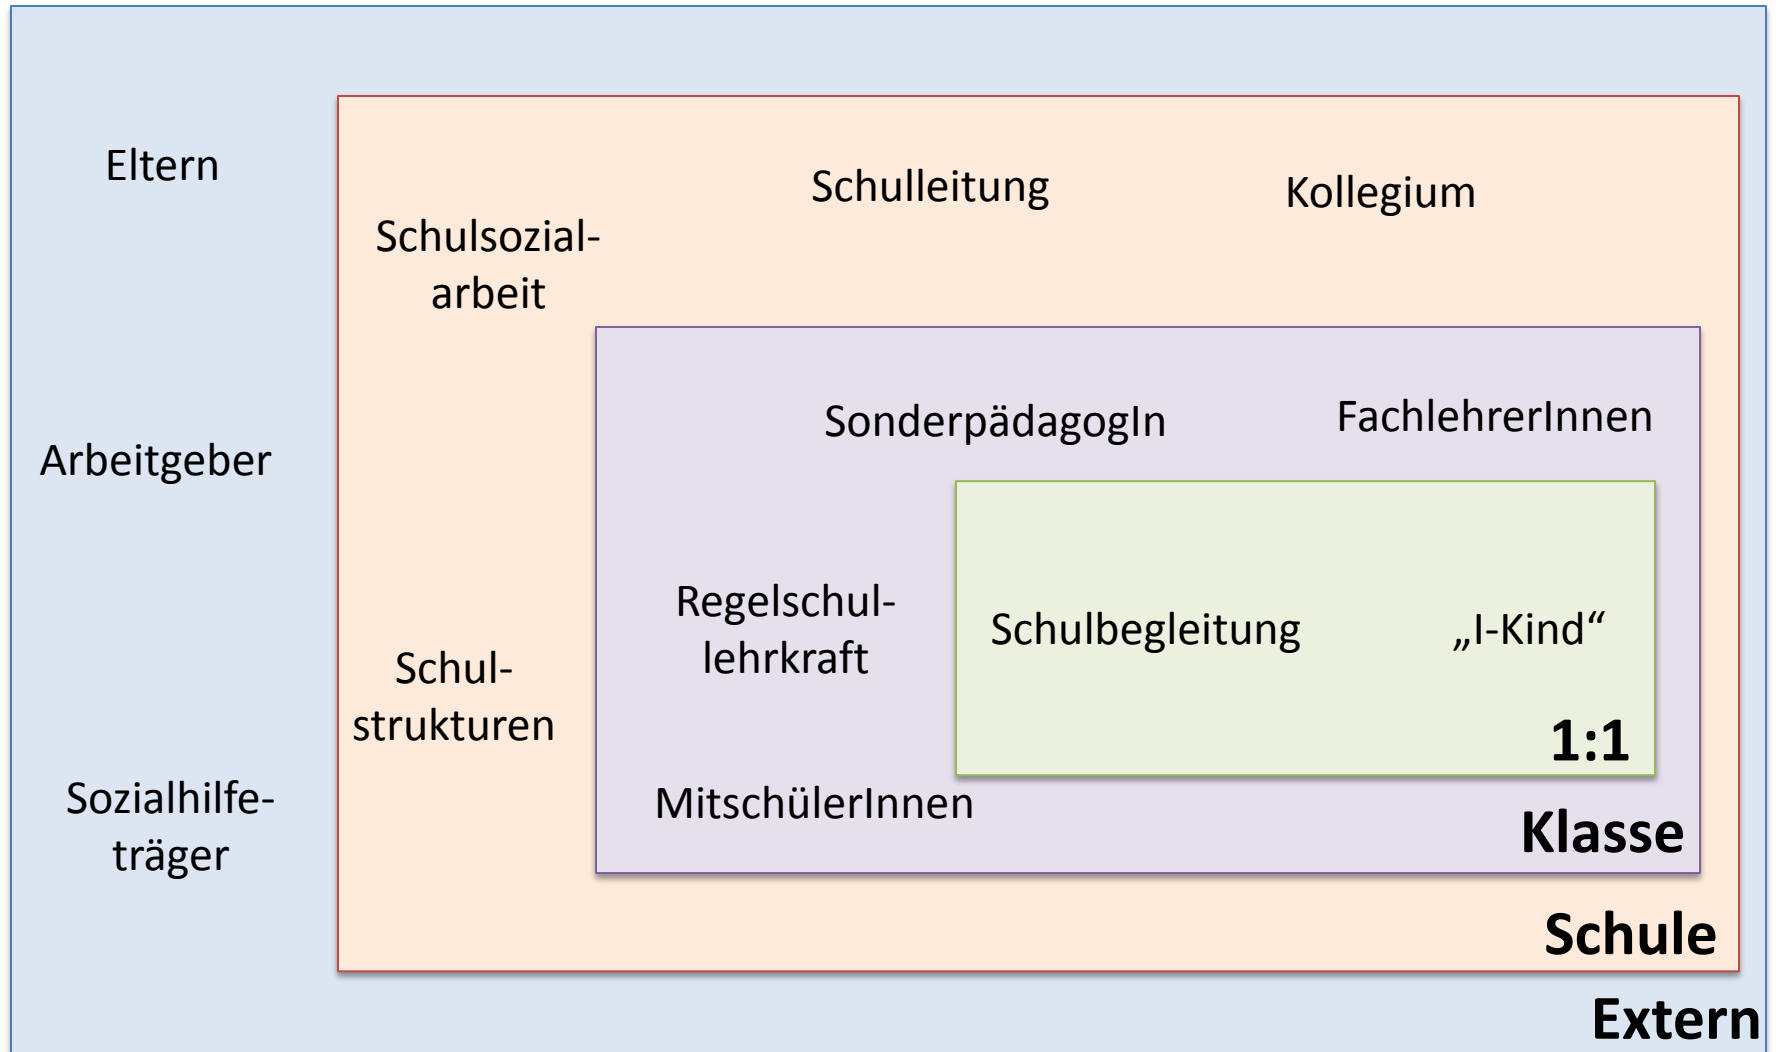 Eltern
Arbeitgeber
Sozialhilfe-
träger
Schulsozial-
arbeit
Schulleitung
Kollegium
Schul-
strukturen
SonderpädagogIn
FachlehrerInnen
Regelschul-
lehrkraft
MitschülerInnen
Schulbegleitung
„I-Kind“
1:1
Klasse
Schule
Extern